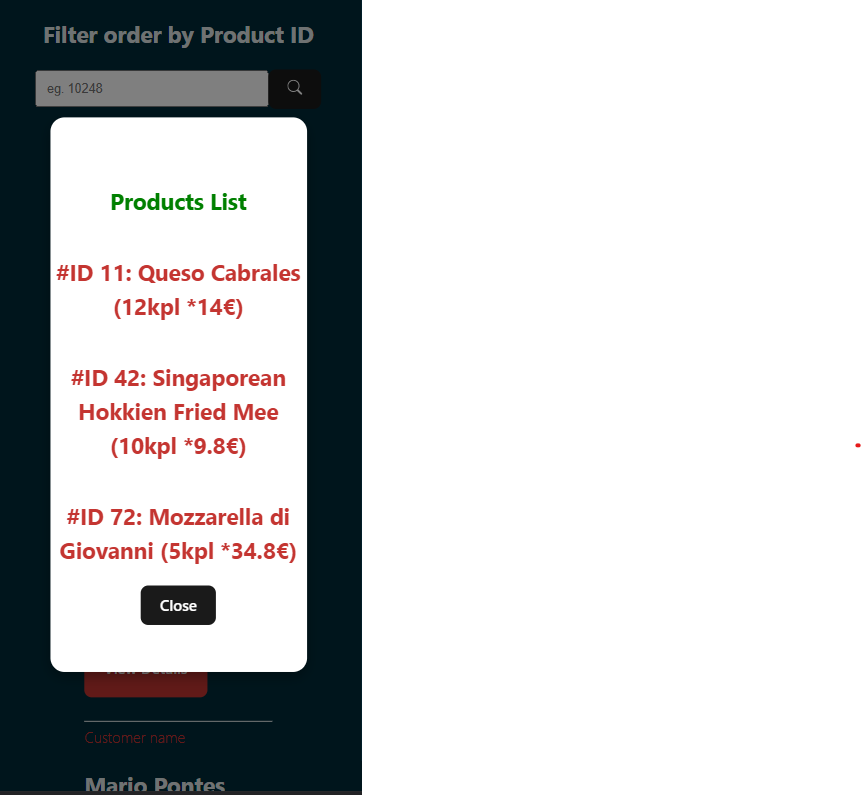 Filter order by Product ID
eg. 10248
Products List
#ID 11: Queso Cabrales
(12kpl *14€)
#ID 42: Singaporean
Hokkien Fried Mee
(10kpl *9.8€)
#ID 72: Mozzarella di
Giovanni (5kpl *34.8€)
Close
View Details
Customer name
Mario Pontes